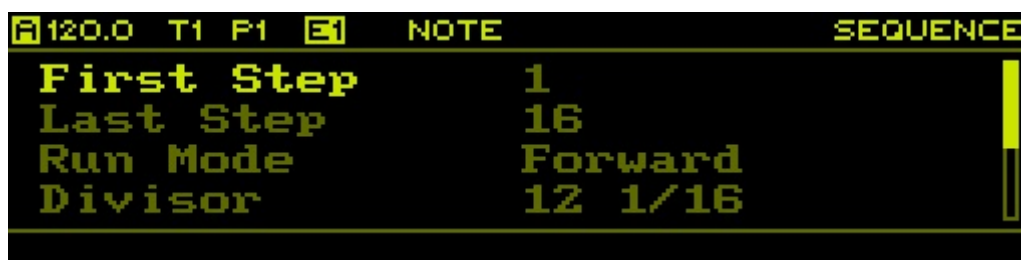 A 120.0 T1 P1 E1 NOTE SEQUENCE
First Step 1
Last Step 16
Run Mode Forward
Divisor 12 1/16